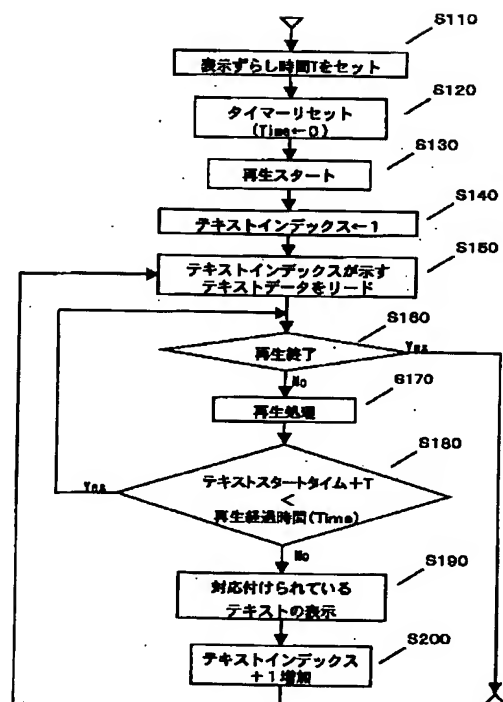 S110
表示ずらし時間Tをセット
S120
タイマーリセット
(Time←0)
S130
再生スタート
S140
テキストインデックス←1
S150
テキストインデックスが示す
テキストデータをリード
S160
再生終了
Yes
No
S170
再生処理
S180
テキストスタートタイム+T
<
再生経過時間(Time)
Yes
No
S190
対応付けられている
テキストの表示
S200
テキストインデックス
+1増加